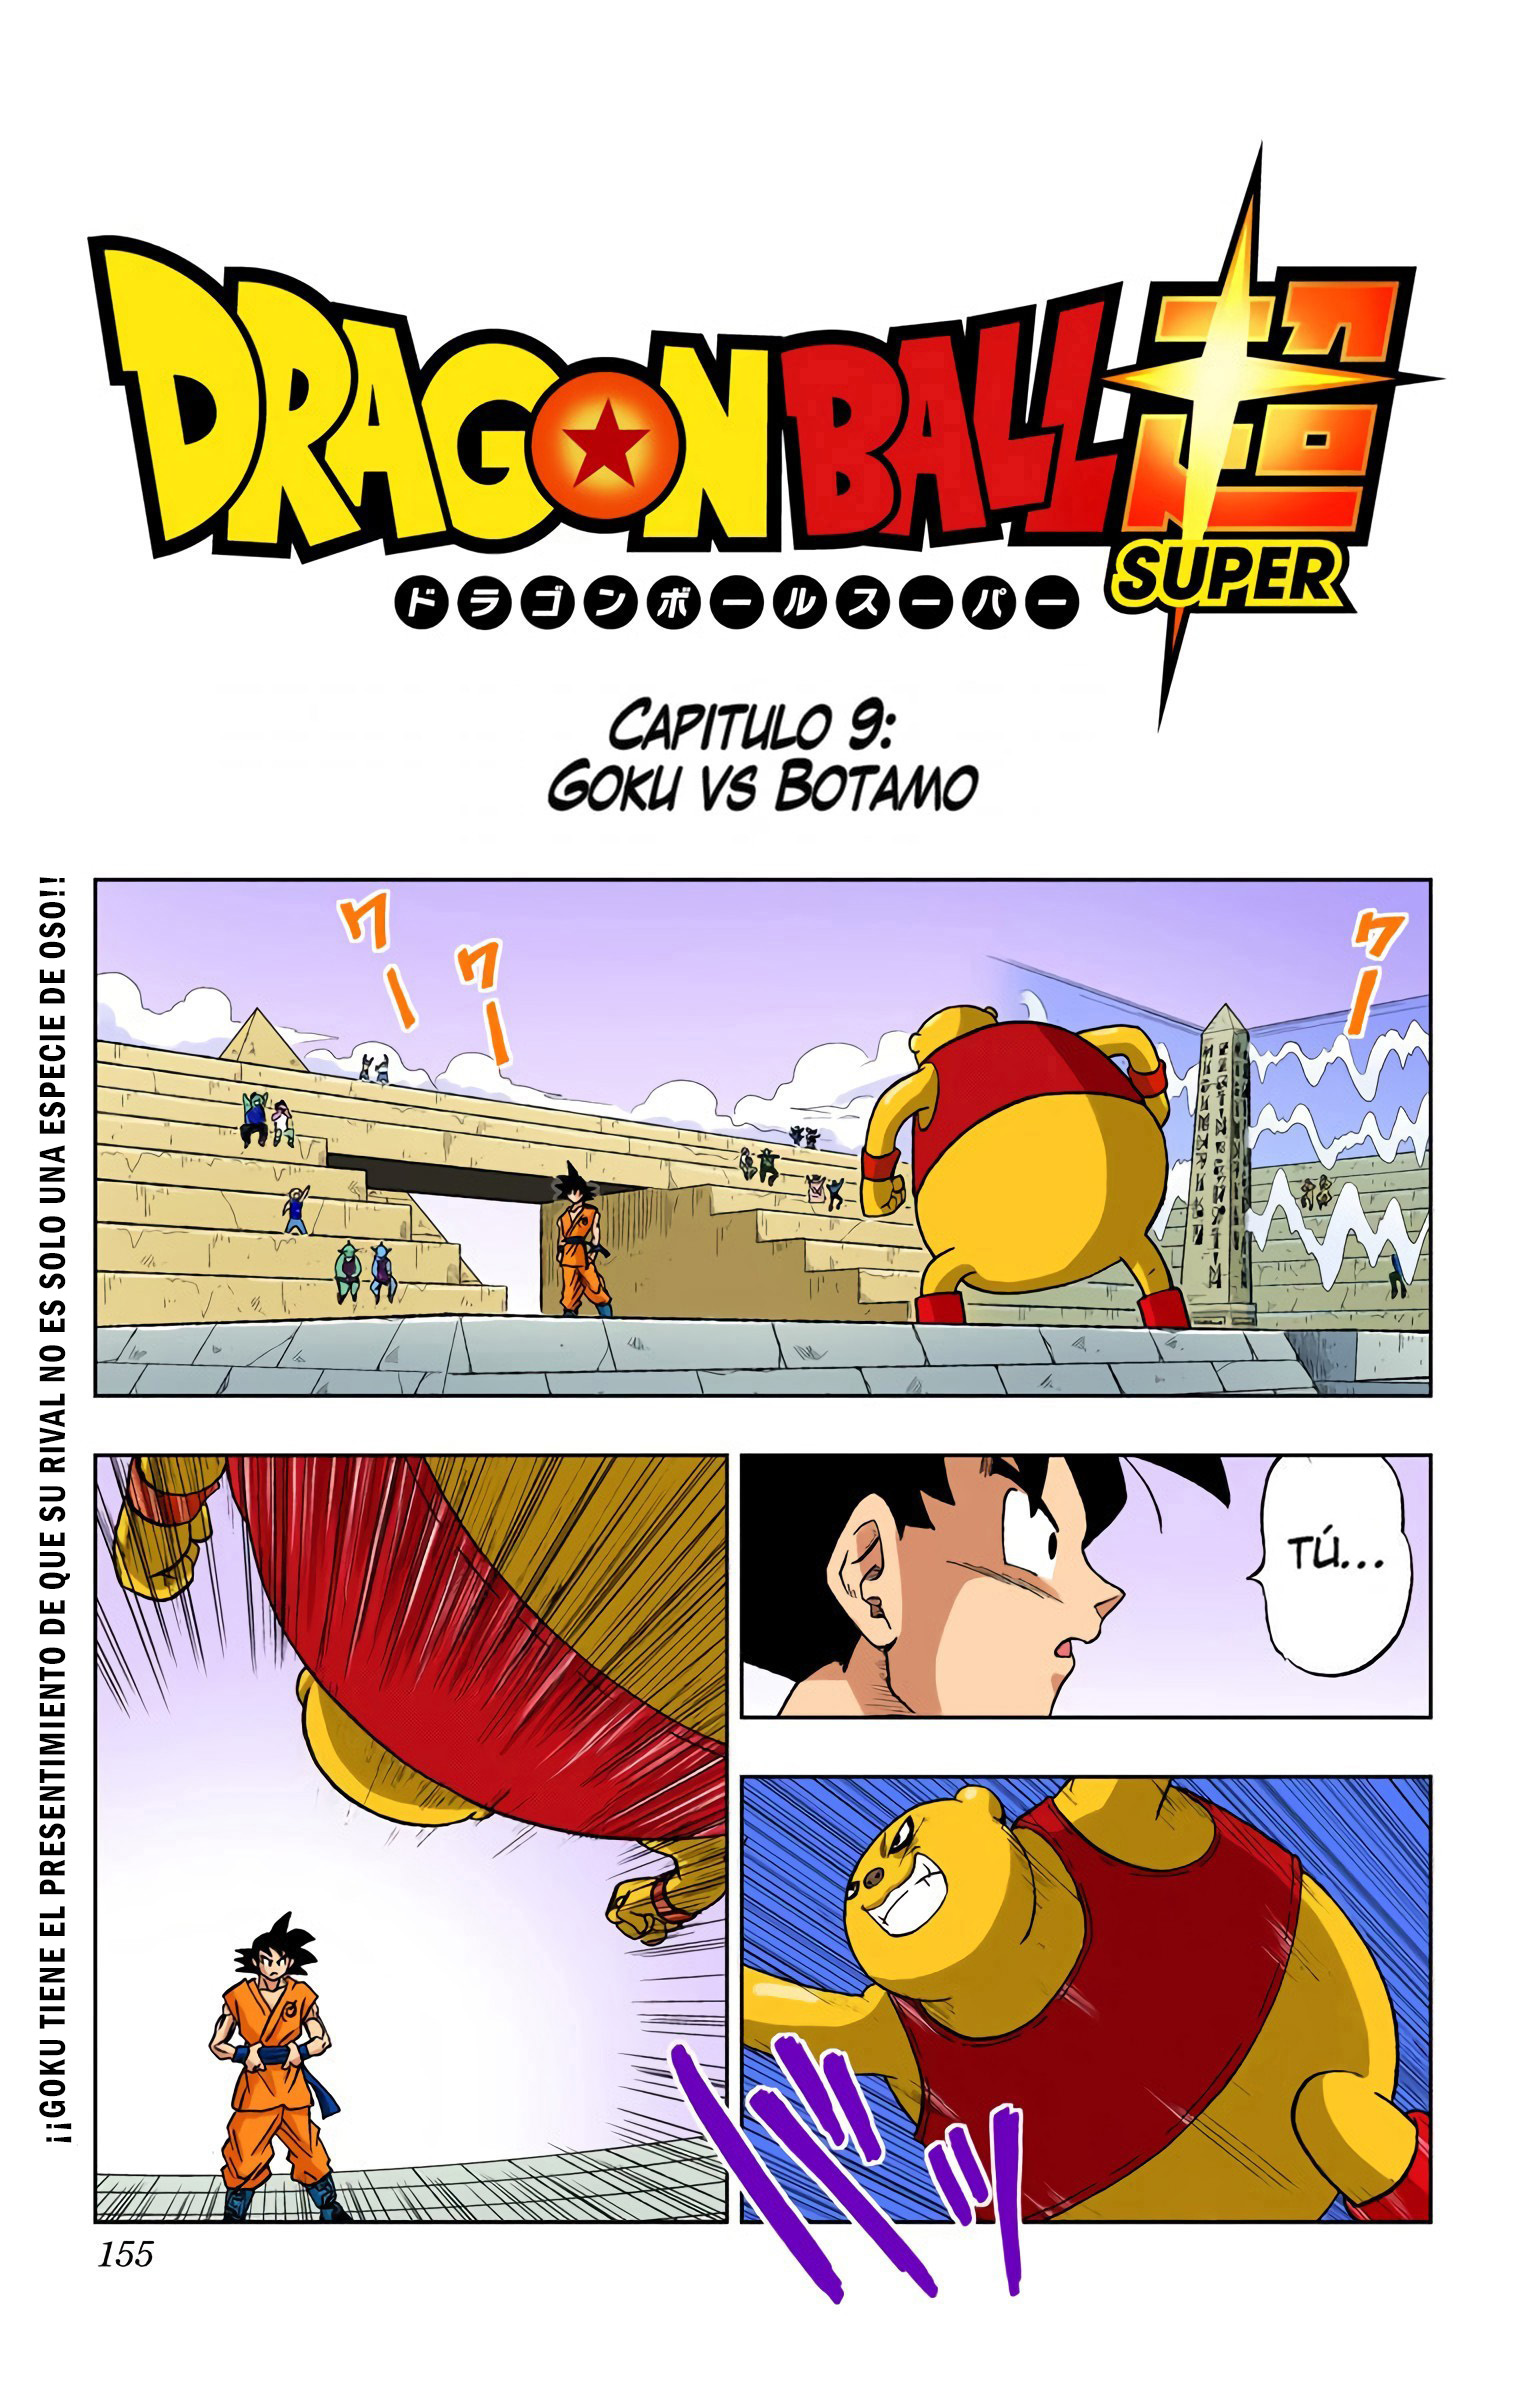 DRAGON BALL 超
SUPER
ドラゴンボールスーパー
CAPITULO 9:
GOKU VS BOTAMO
¡¡GOKU TIENE EL PRESENTIMIENTO DE QUE SU RIVAL NO ES SOLO UNA ESPECIE DE OSO!!
ワー
ワー
ワー
TÚ...
バッ
155